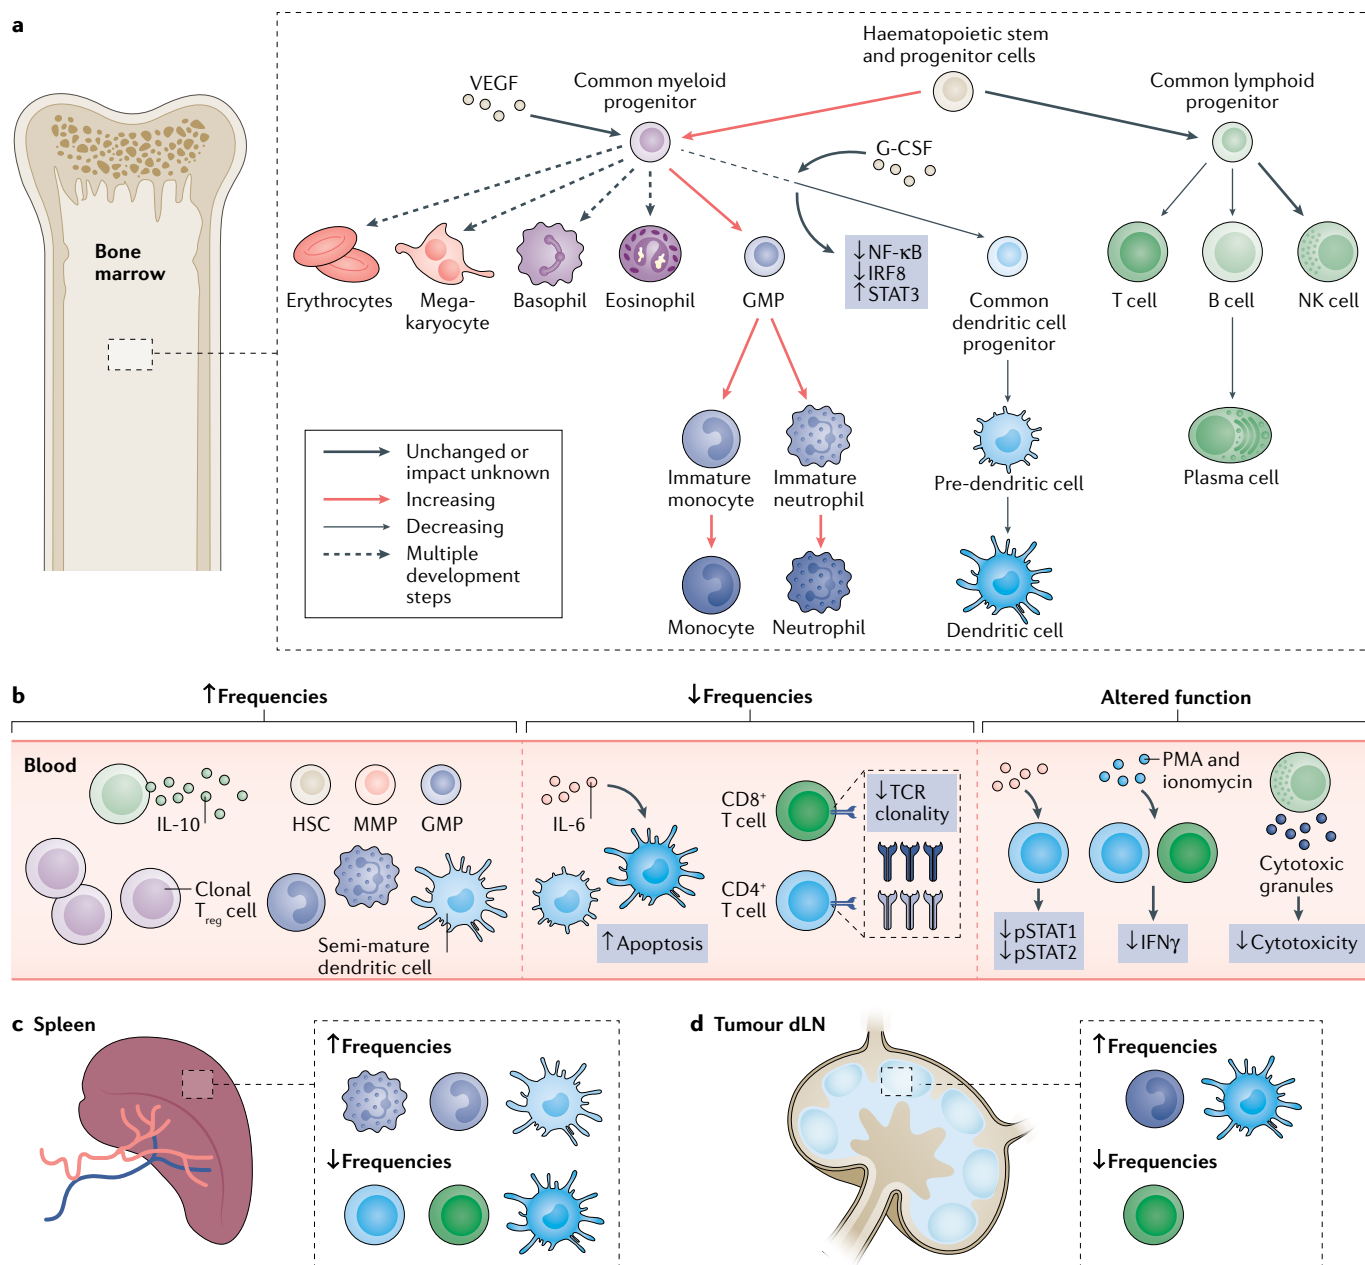 a
Haematopoietic stem
and progenitor cells
VEGF
Common myeloid
progenitor
Common lymphoid
progenitor
G-CSF
Bone
marrow
↓NF-κB
↓IRF8
↑STAT3
Erythrocytes
Mega-
karyocyte
Basophil
Eosinophil
GMP
Common
dendritic cell
progenitor
T cell
B cell
NK cell
Unchanged or
impact unknown
Increasing
Decreasing
Multiple
development
steps
Immature
monocyte
Immature
neutrophil
Pre-dendritic cell
Plasma cell
Monocyte
Neutrophil
Dendritic cell
b
↑Frequencies
↓Frequencies
Altered function
Blood
IL-10
HSC
MMP
GMP
Clonal
Treg cell
Semi-mature
dendritic cell
IL-6
↑Apoptosis
CD8+
T cell
CD4+
T cell
↓TCR
clonality
PMA and
ionomycin
Cytotoxic
granules
↓pSTAT1
↓pSTAT2
↓IFNγ
↓Cytotoxicity
c Spleen
↑Frequencies
↓Frequencies
d Tumour dLN
↑Frequencies
↓Frequencies